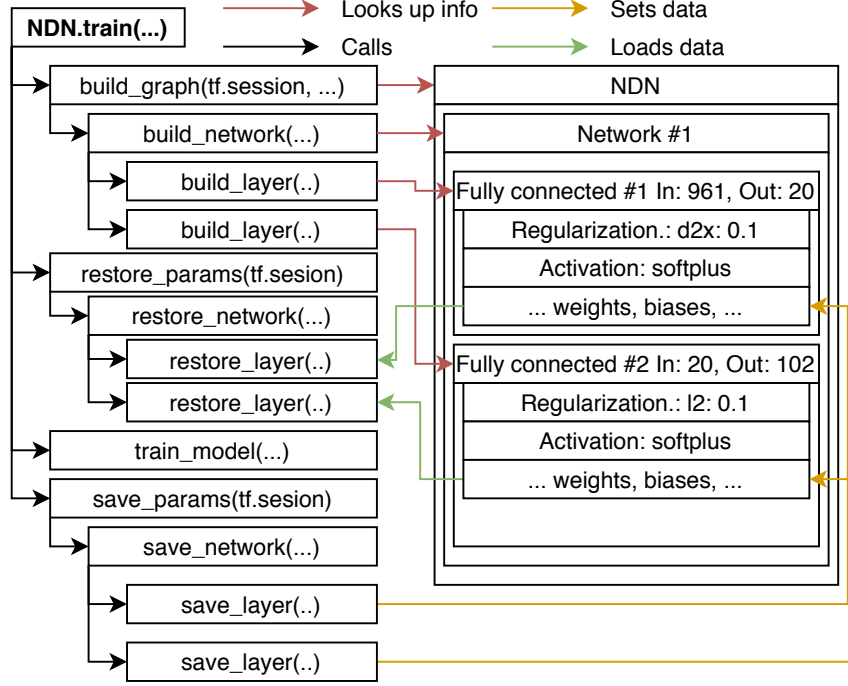 NDN.train(...)
Looks up info
Sets data
Calls
Loads data
build_graph(tf.session, ...)
build_network(...)
build_layer(..)
build_layer(..)
restore_params(tf.sesion)
restore_network(...)
restore_layer(..)
restore_layer(..)
train_model(...)
save_params(tf.sesion)
save_network(...)
save_layer(..)
save_layer(..)
NDN
Network #1
Fully connected #1 In: 961, Out: 20
Regularization.: d2x: 0.1
Activation: softplus
... weights, biases, ...
Fully connected #2 In: 20, Out: 102
Regularization.: l2: 0.1
Activation: softplus
... weights, biases, ...